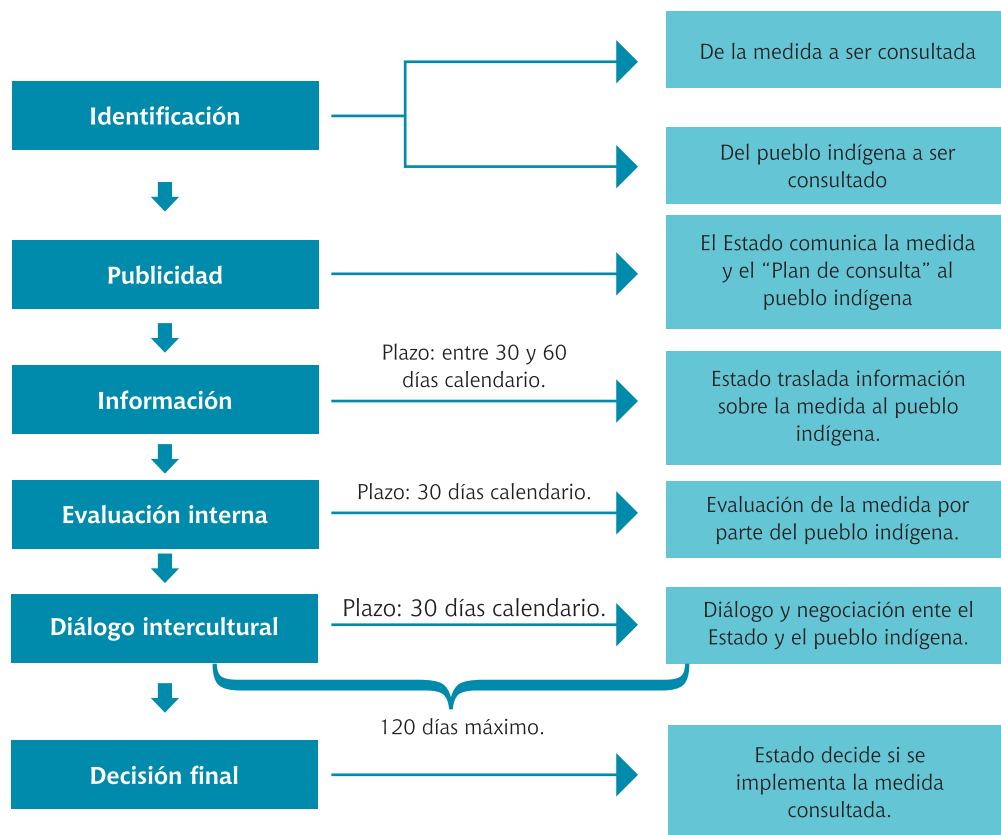 Identificación
De la medida a ser consultada
Del pueblo indígena a ser
consultado
Publicidad
El Estado comunica la medida
y el “Plan de consulta” al
pueblo indígena
Información
Plazo: entre 30 y 60
días calendario.
Estado traslada información
sobre la medida al pueblo
indígena.
Evaluación interna
Plazo: 30 días calendario.
Evaluación de la medida por
parte del pueblo indígena.
Diálogo intercultural
Plazo: 30 días calendario.
Diálogo y negociación ente el
Estado y el pueblo indígena.
120 días máximo.
Decisión final
Estado decide si se
implementa la medida
consultada.